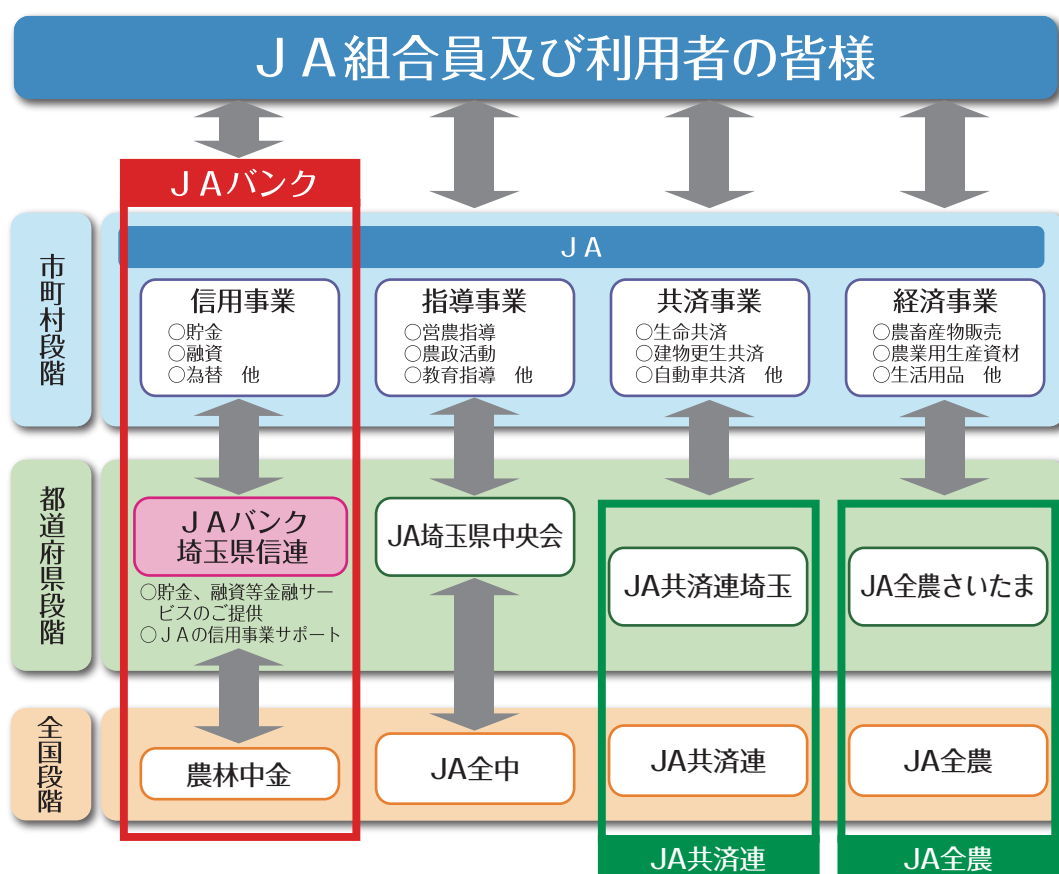 ＪＡ組合員及び利用者の皆様
ＪＡバンク
市町村段階
ＪＡ
信用事業
○貯金
○融資
○為替　他
指導事業
○営農指導
○農政活動
○教育指導　他
共済事業
○生命共済
○建物更生共済
○自動車共済　他
経済事業
○農畜産物販売
○農業用生産資材
○生活用品　他
都道府県段階
ＪＡバンク
埼玉県信連
○貯金、融資等金融サー
ビスのご提供
○ＪＡの信用事業サポート
JA埼玉県中央会
JA共済連埼玉
JA全農さいたま
全国段階
農林中金
JA全中
JA共済連
JA全農
JA共済連
JA全農